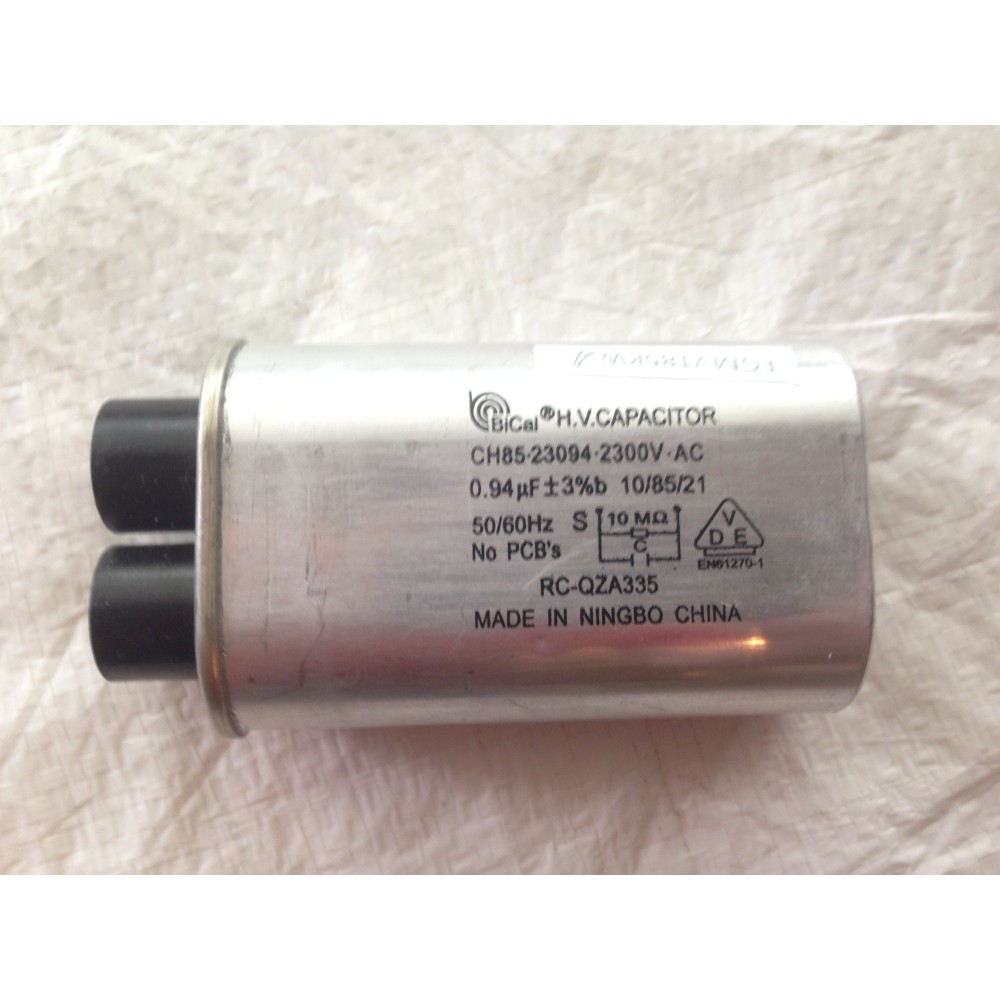 BiCal® H.V.CAPACITOR
CH85-23094-2300V-AC
0.94μF±3%b 10/85/21
50/60Hz S 10 MΩ V
No PCB's C D E
EN61270-1
RC-QZA335
MADE IN NINGBO CHINA